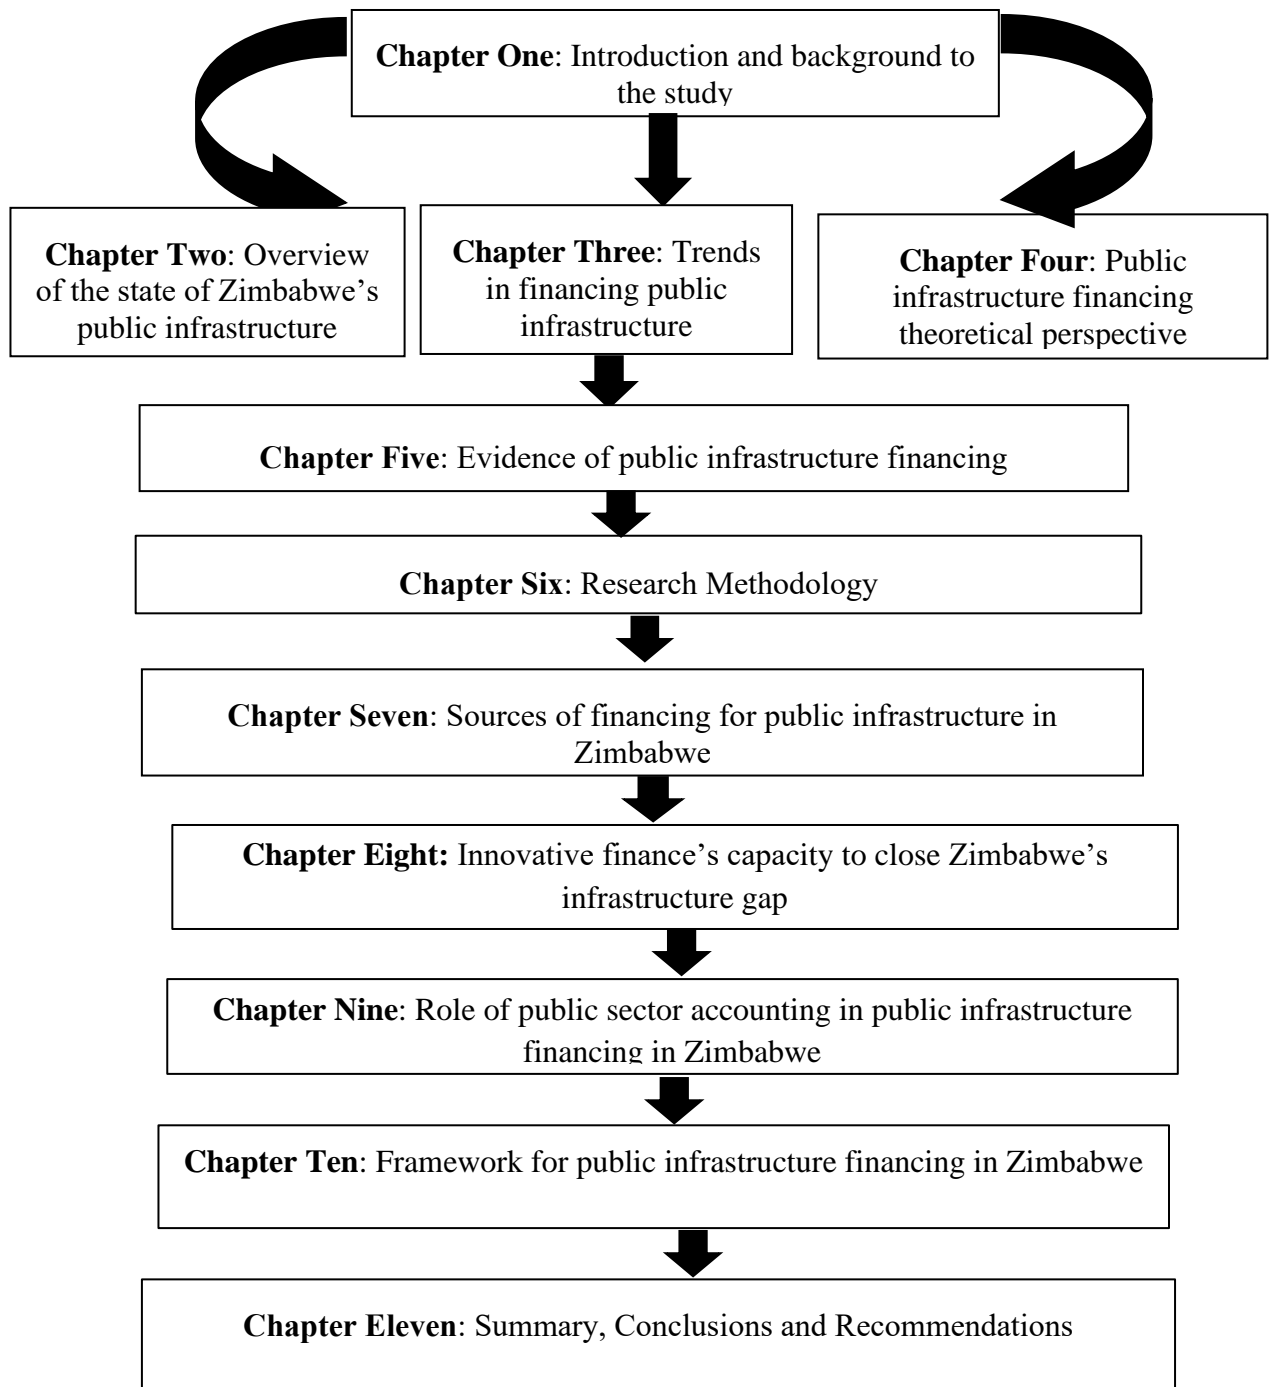 Chapter One: Introduction and background to
the study
Chapter Two: Overview
of the state of Zimbabwe’s
public infrastructure
Chapter Three: Trends
in financing public
infrastructure
Chapter Four: Public
infrastructure financing
theoretical perspective
Chapter Five: Evidence of public infrastructure financing
Chapter Six: Research Methodology
Chapter Seven: Sources of financing for public infrastructure in
Zimbabwe
Chapter Eight: Innovative finance’s capacity to close Zimbabwe’s
infrastructure gap
Chapter Nine: Role of public sector accounting in public infrastructure
financing in Zimbabwe
Chapter Ten: Framework for public infrastructure financing in Zimbabwe
Chapter Eleven: Summary, Conclusions and Recommendations